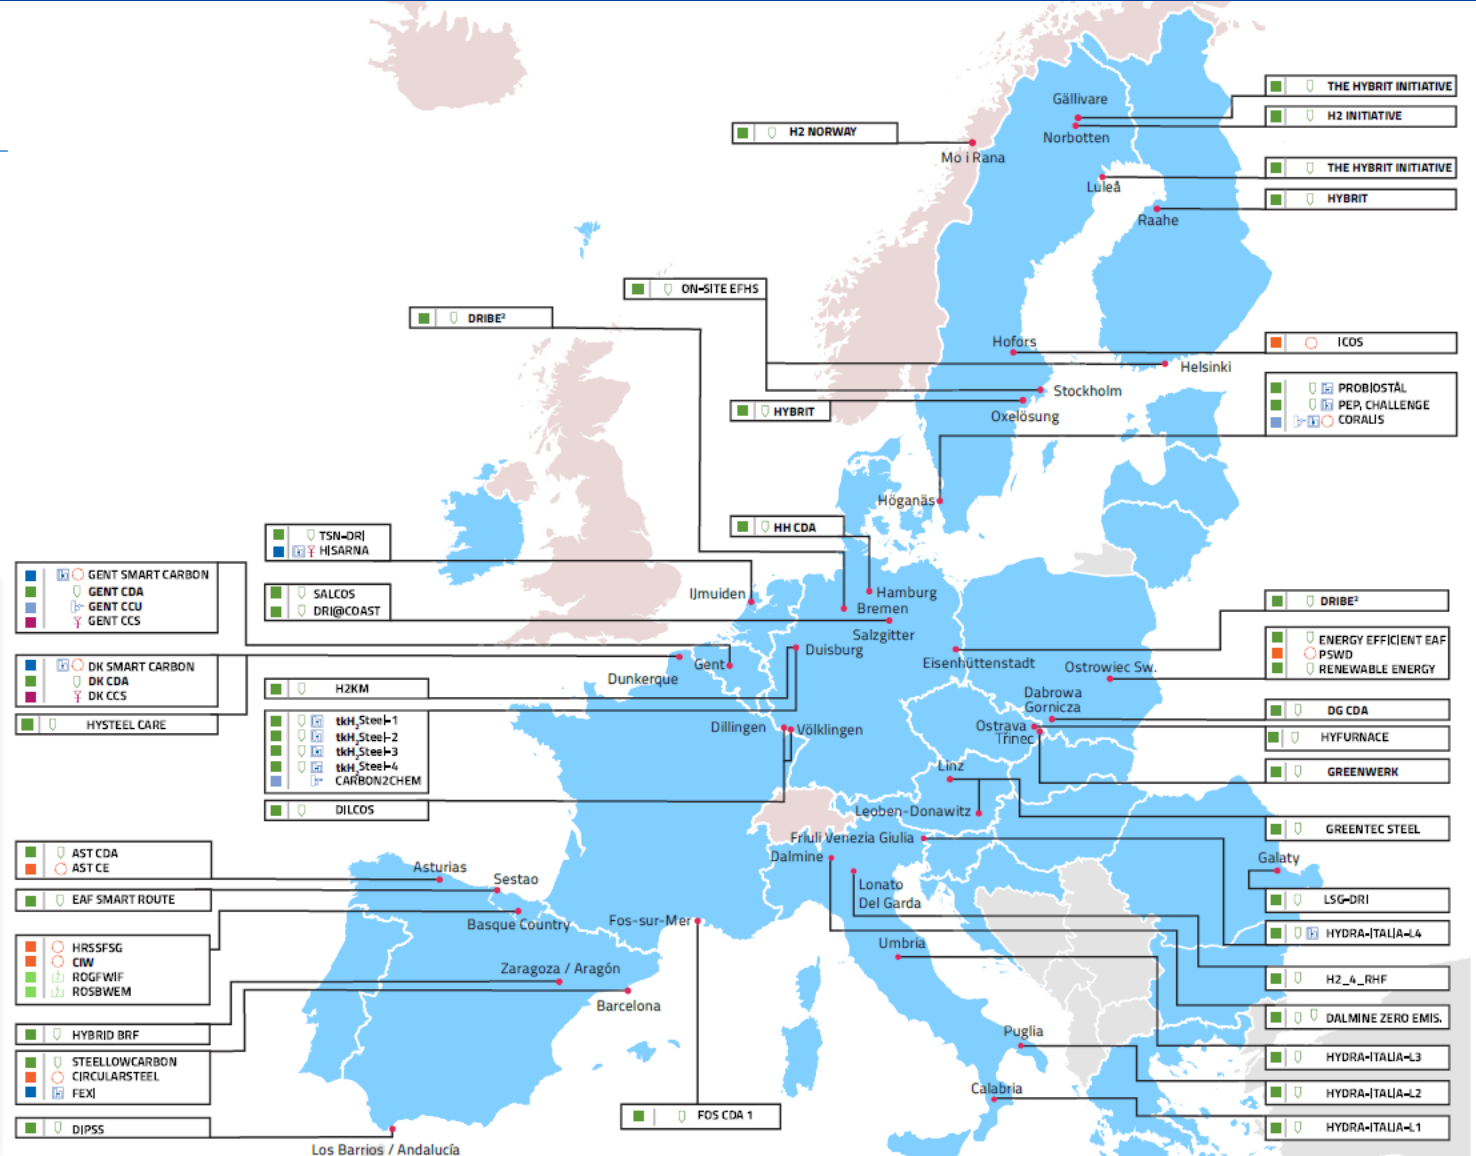 THE HYBRIT INITIATIVE
Gällivare
H2 INITIATIVE
H2 NORWAY
Norbotten
Mo i Rana
THE HYBRIT INITIATIVE
Luleå
HYBRIT
Raahe
ON-SITE EFHS
DRIBE²
Hofors
ICOS
Helsinki
Stockholm
PROBIOSTÅL
PEP, CHALLENGE
CORALIS
HYBRIT
Oxelösung
Höganäs
HH CDA
TSN-DRI
HISARNA
GENT SMART CARBON
GENT CDA
GENT CCU
GENT CCS
SALCOS
DRI@COAST
IJmuiden
Hamburg
Bremen
Salzgitter
DRIBE²
ENERGY EFFICIENT EAF
PSWD
RENEWABLE ENERGY
Duisburg
Eisenhüttenstadt
Ostrowiec Sw.
DK SMART CARBON
DK CDA
DK CCS
Gent
Dunkerque
H2KM
Dabrowa
Gornicza
DG CDA
HYSTEEL CARE
tkH2Steel-1
tkH2Steel-2
tkH2Steel-3
tkH2Steel-4
CARBON2CHEM
Dillingen
Völklingen
Ostrava
Třinec
HYFURNACE
GREENWERK
Linz
DILCOS
Leoben-Donawitz
GREENTEC STEEL
Friuli Venezia Giulia
AST CDA
AST CE
Asturias
Dalmine
Galaty
Sestao
Lonato
Del Garda
EAF SMART ROUTE
LSG-DRI
Basque Country
Fos-sur-Mer
HYDRA-ITALIA-L4
HRSSFSG
CIW
ROGFWIF
ROSBWEM
Umbria
Zaragoza / Aragón
H2_4_RHF
Barcelona
DALMINE ZERO EMIS.
HYBRID BRF
Puglia
STEELLOWCARBON
CIRCULARSTEEL
FEXI
HYDRA-ITALIA-L3
Calabria
HYDRA-ITALIA-L2
FOS CDA 1
DIPSS
HYDRA-ITALIA-L1
Los Barrios / Andalucía